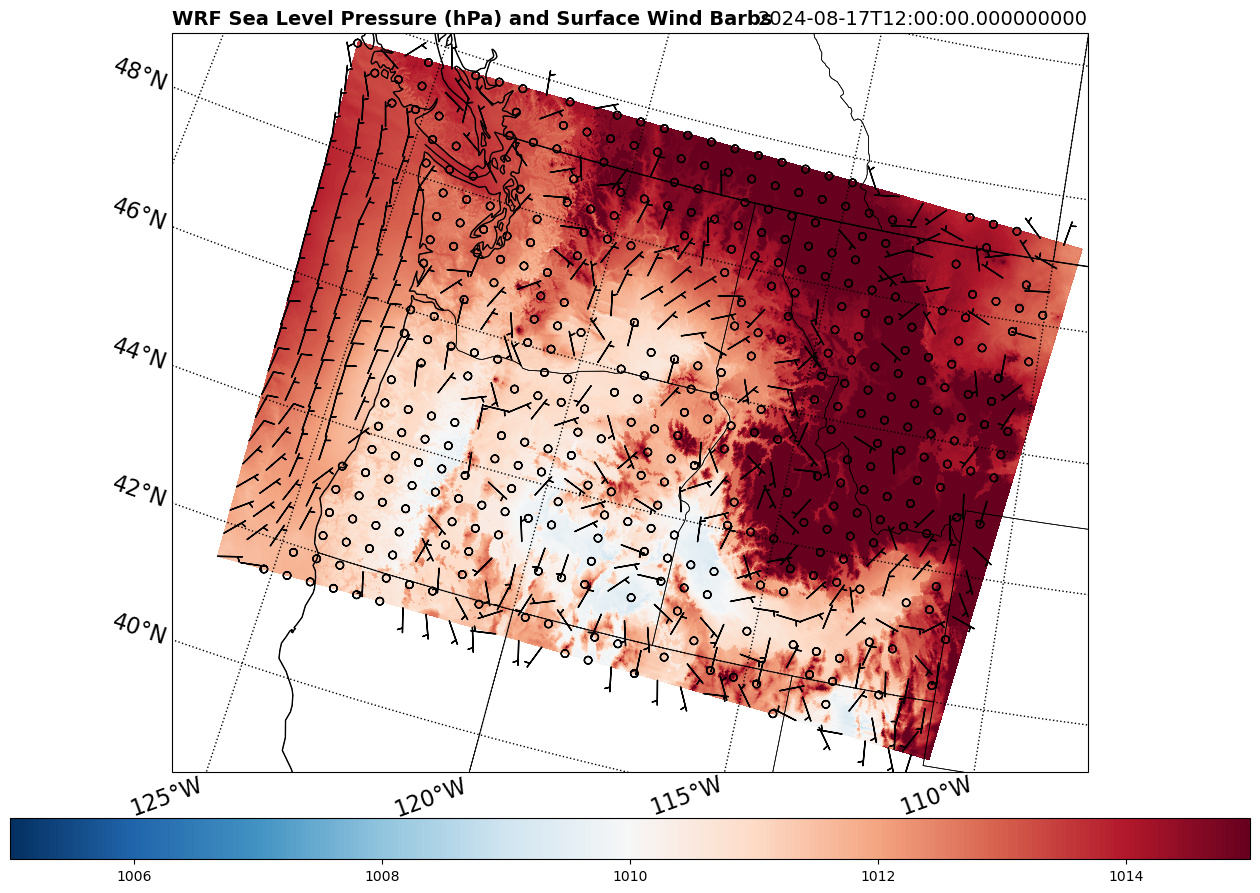 WRF Sea Level Pressure (hPa) and Surface Wind Barbs
2024-08-17T12:00:00.000000000
48°N
46°N
44°N
42°N
40°N
125°W
120°W
115°W
110°W
1006
1008
1010
1012
1014